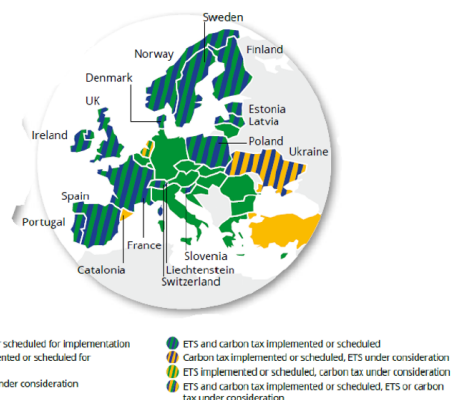 Sweden
Norway
Finland
Denmark
UK
Estonia
Latvia
Ireland
Poland
Ukraine
Spain
Portugal
France
Slovenia
Catalonia
Liechtenstein
Switzerland
r scheduled for implementation
ented or scheduled for
nder consideration
ETS and carbon tax implemented or scheduled
Carbon tax implemented or scheduled, ETS under consideration
ETS implemented or scheduled, carbon tax under consideration
ETS and carbon tax implemented or scheduled, ETS or carbon
tax under consideration